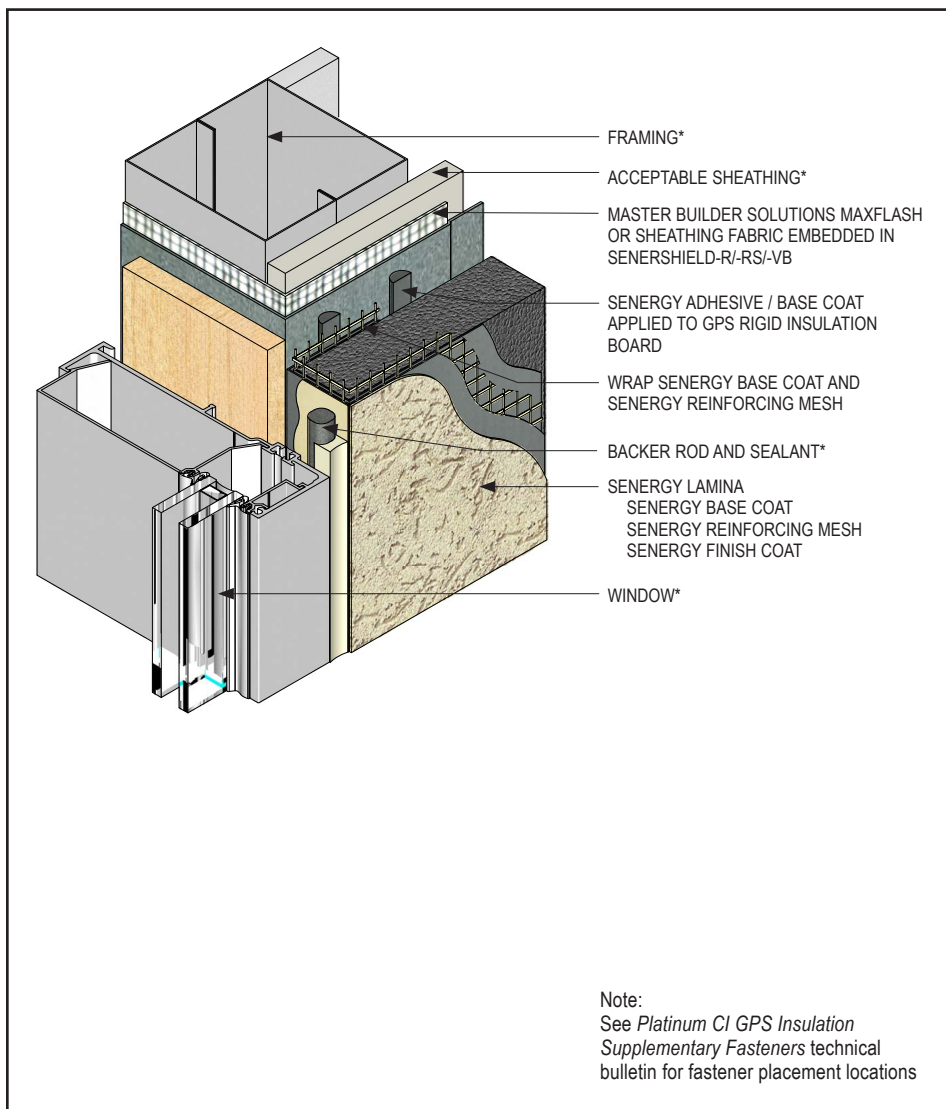 FRAMING*
ACCEPTABLE SHEATHING*
MASTER BUILDER SOLUTIONS MAXFLASH
OR SHEATHING FABRIC EMBEDDED IN
SENERSHIELD-R/-RS/-VB
SENERGY ADHESIVE / BASE COAT
APPLIED TO GPS RIGID INSULATION
BOARD
WRAP SENERGY BASE COAT AND
SENERGY REINFORCING MESH
BACKER ROD AND SEALANT*
SENERGY LAMINA
SENERGY BASE COAT
SENERGY REINFORCING MESH
SENERGY FINISH COAT
WINDOW*
Note:
See Platinum CI GPS Insulation
Supplementary Fasteners technical
bulletin for fastener placement locations